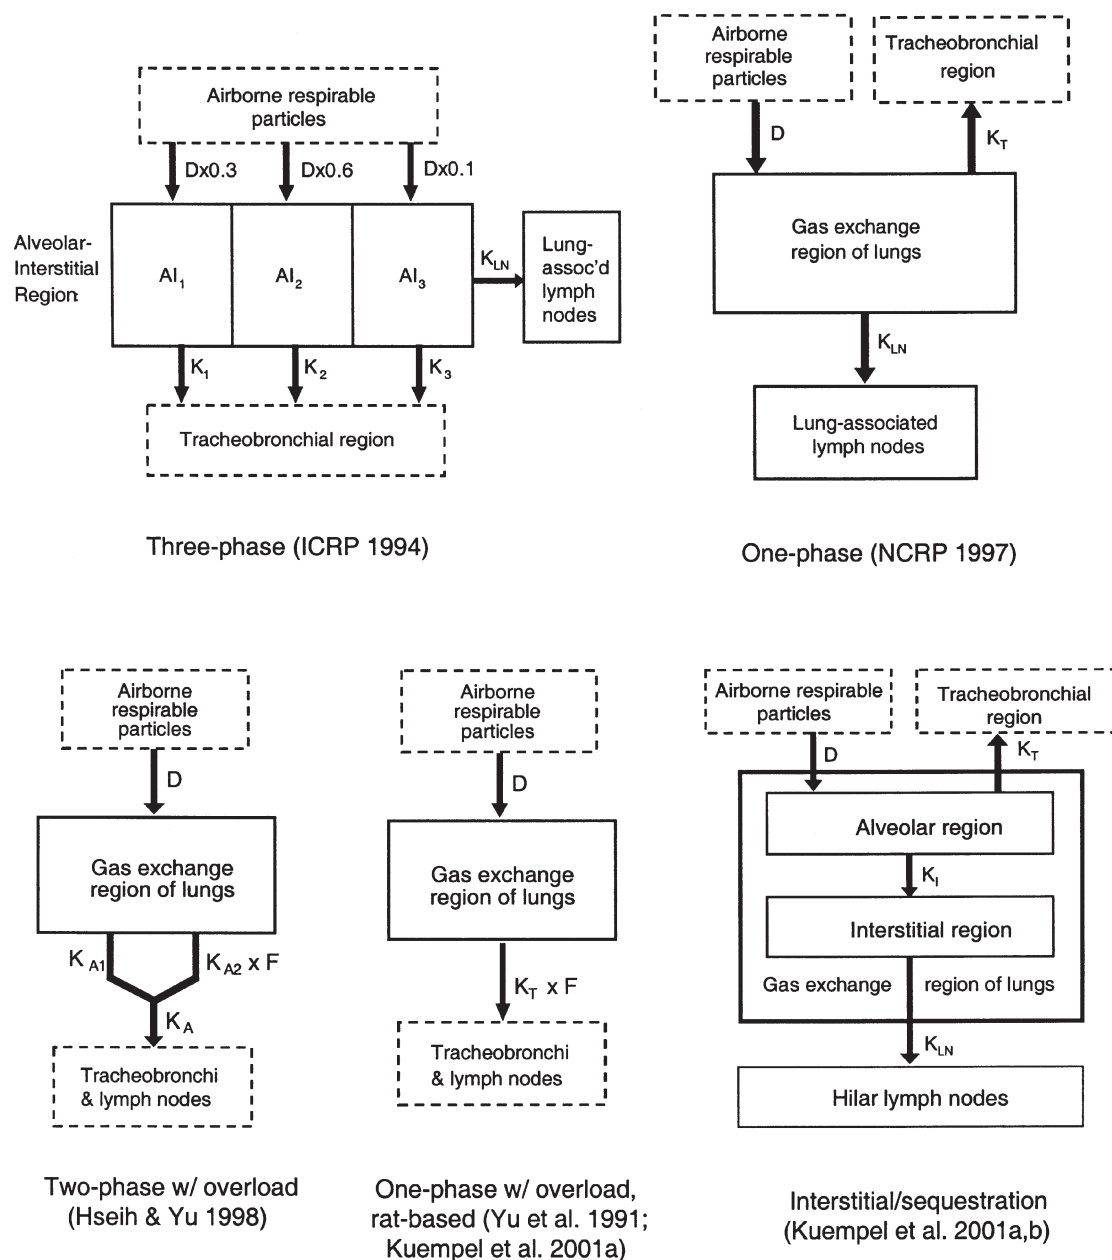 Airborne respirable
particles
Dx0.3
Dx0.6
Dx0.1
Alveolar-
Interstitial
Region:
AI1
AI2
AI3
KLN
Lung-
assoc'd
lymph
nodes
K1
K2
K3
Tracheobronchial region
Three-phase (ICRP 1994)
Airborne
respirable
particles
Tracheobronchial
region
D
KT
Gas exchange
region of lungs
KLN
Lung-associated
lymph nodes
One-phase (NCRP 1997)
Airborne
respirable
particles
D
Gas exchange
region of lungs
KA1
KA2 x F
KA
Tracheobronchi
& lymph nodes
Two-phase w/ overload
(Hseih & Yu 1998)
Airborne
respirable
particles
D
Gas exchange
region of lungs
KT x F
Tracheobronchi
& lymph nodes
One-phase w/ overload,
rat-based (Yu et al. 1991;
Kuempel et al. 2001a)
Airborne respirable
particles
Tracheobronchial
region
D
KT
Alveolar region
KI
Interstitial region
Gas exchange region of lungs
KLN
Hilar lymph nodes
Interstitial/sequestration
(Kuempel et al. 2001a,b)